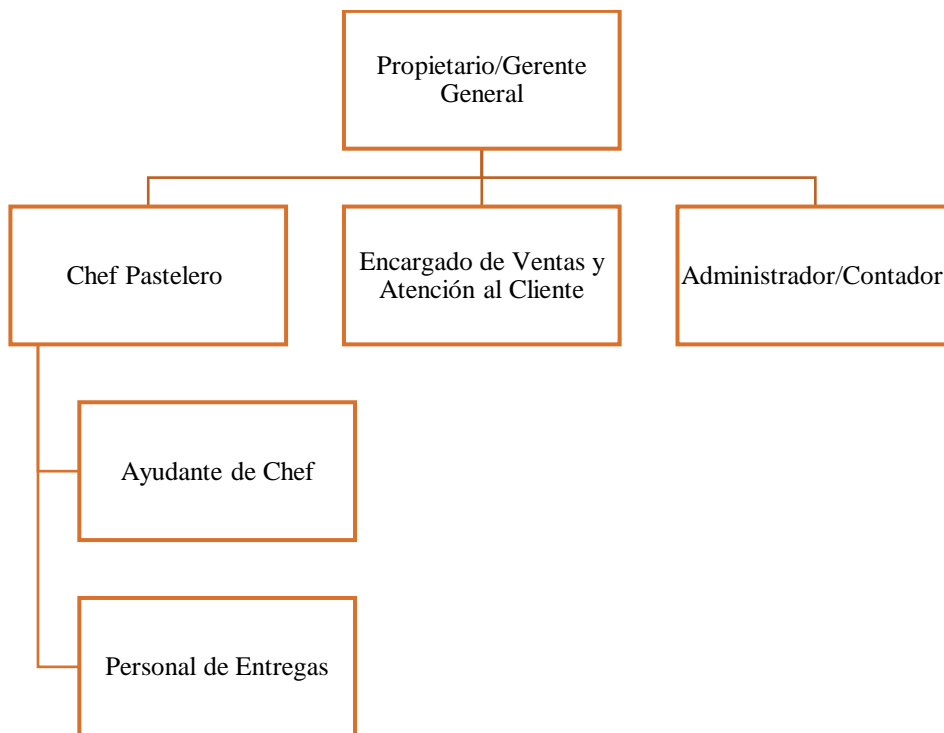 Propietario/Gerente
General
Chef Pastelero
Encargado de Ventas y
Atención al Cliente
Administrador/Contador
Ayudante de Chef
Personal de Entregas